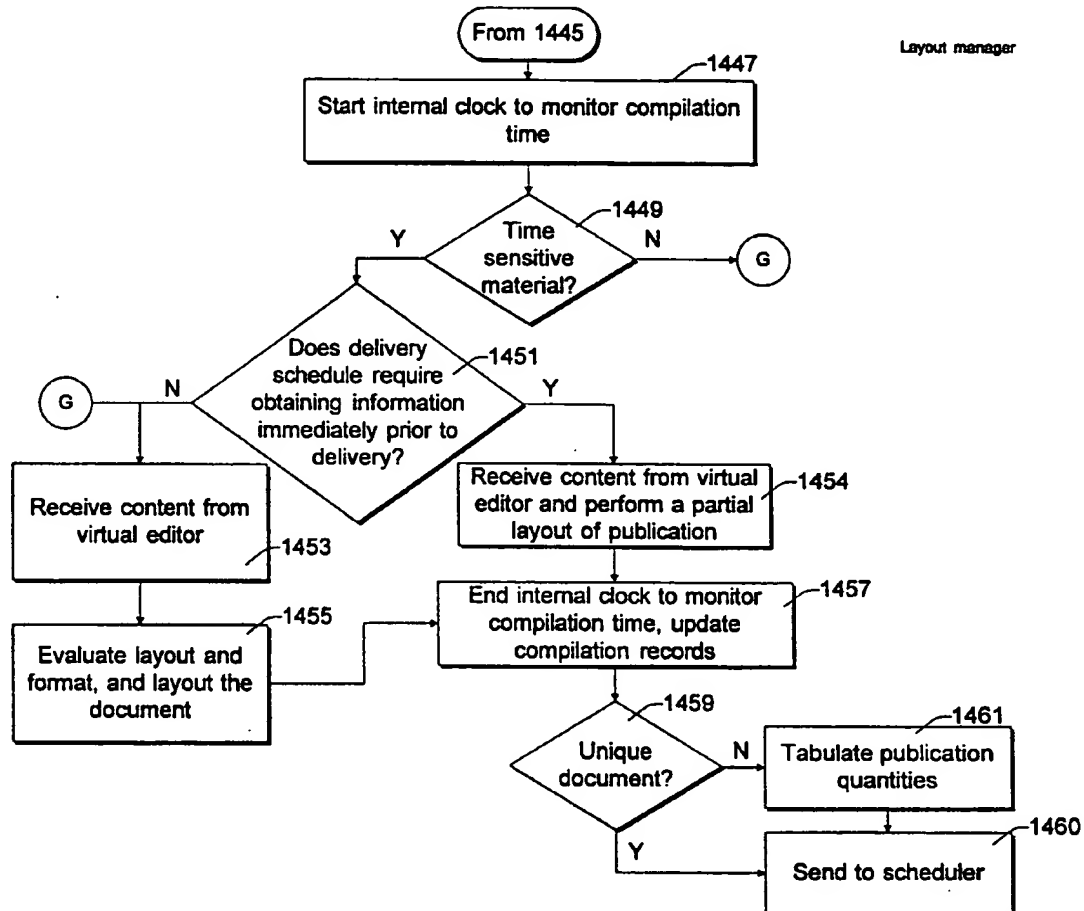 From 1445
Layout manager
1447
Start internal clock to monitor compilation
time
1449
Time
sensitive
material?
Y
N
G
Does delivery
schedule require
obtaining information
immediately prior to
delivery?
1451
N
Y
G
Receive content from
virtual editor
1453
Receive content from virtual
editor and perform a partial
layout of publication
1454
1455
Evaluate layout and
format, and layout the
document
End internal clock to monitor
compilation time, update
compilation records
1457
1459
Unique
document?
N
Y
1461
Tabulate publication
quantities
1460
Send to scheduler